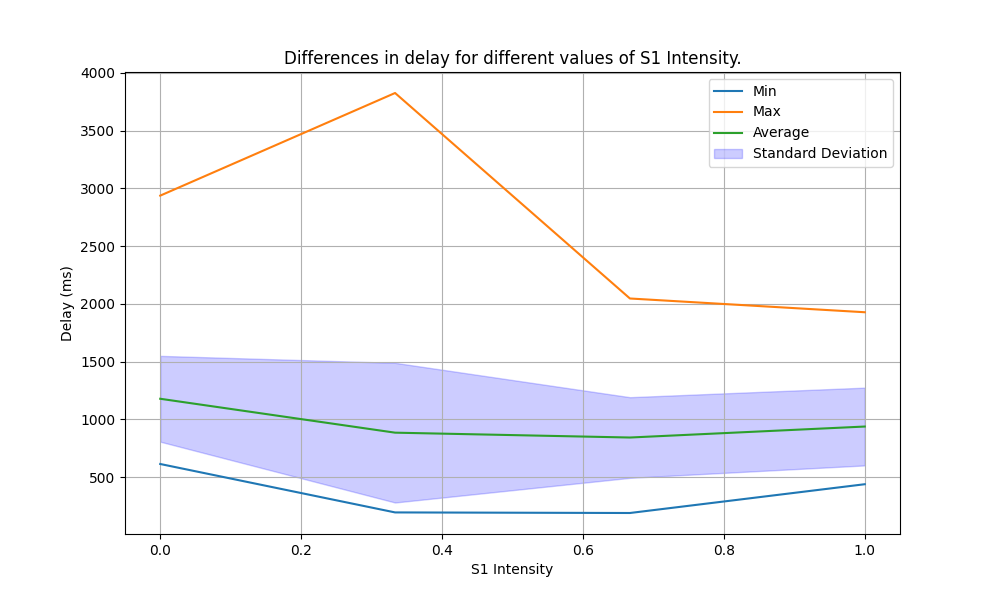 Differences in delay for different values of S1 Intensity.
4000
3500
3000
2500
2000
1500
1000
500
Delay (ms)
Min
Max
Average
Standard Deviation
0.0 0.2 0.4 0.6 0.8 1.0
S1 Intensity